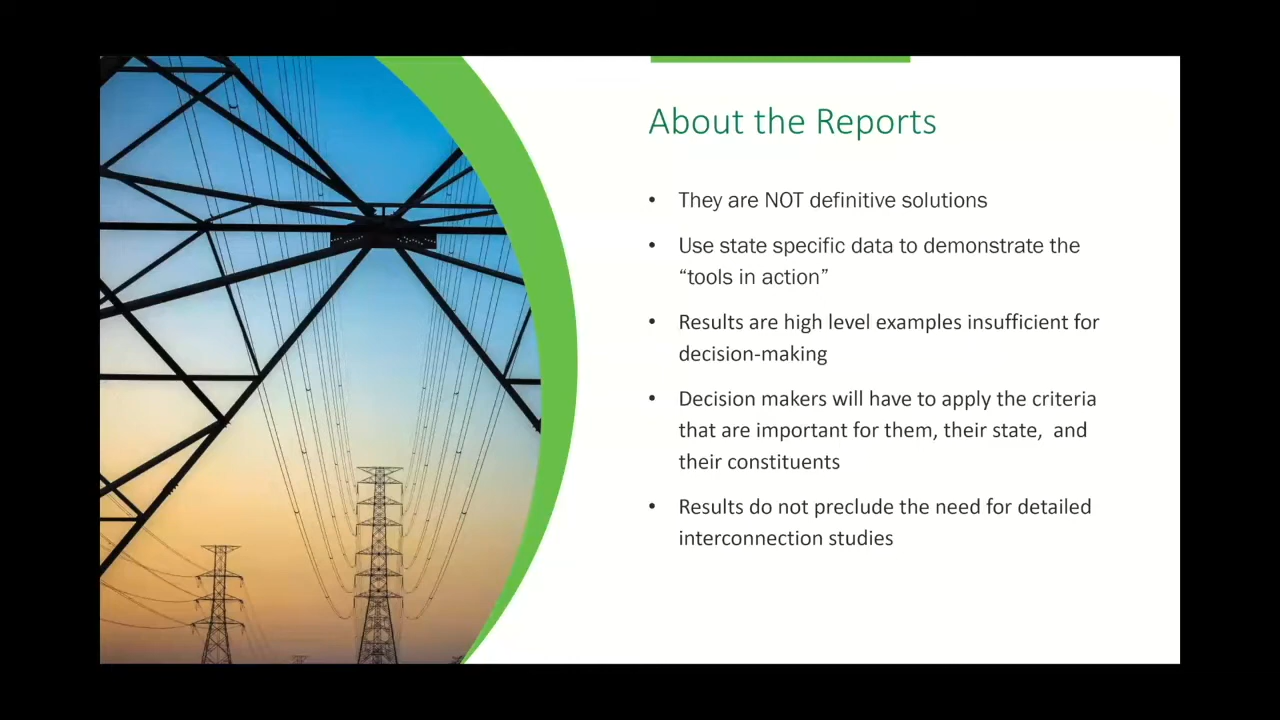 About the Reports
• They are NOT definitive solutions
• Use state specific data to demonstrate the
“tools in action”
• Results are high level examples insufficient for
decision-making
• Decision makers will have to apply the criteria
that are important for them, their state,  and
their constituents
• Results do not preclude the need for detailed
interconnection studies